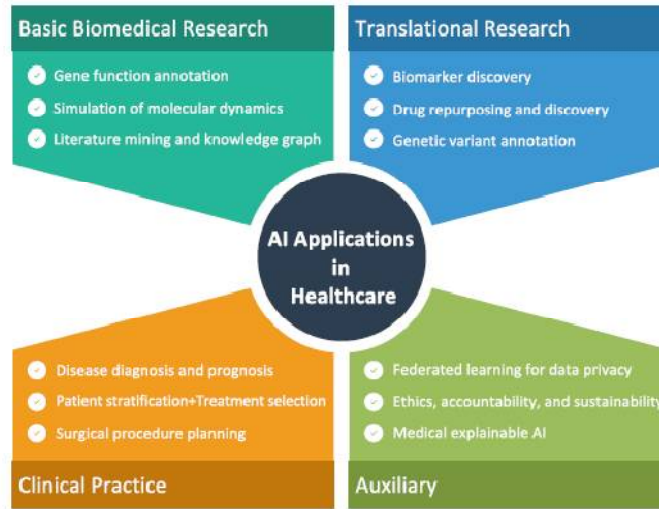 Basic Biomedical Research
Gene function annotation
Simulation of molecular dynamics
Literature mining and knowledge graph
Translational Research
Biomarker discovery
Drug repurposing and discovery
Genetic variant annotation
AI Applications
in
Healthcare
Disease diagnosis and prognosis
Patient stratification+Treatment selection
Surgical procedure planning
Clinical Practice
Federated learning for data privacy
Ethics, accountability, and sustainability
Medical explainable AI
Auxiliary